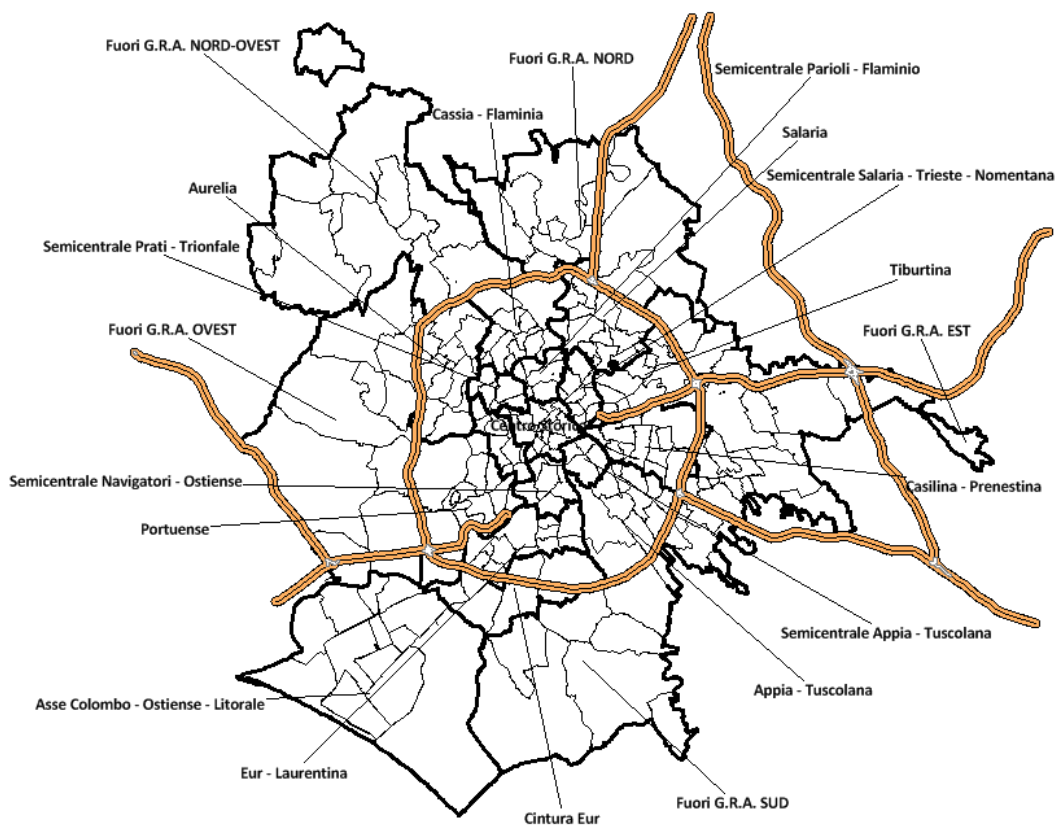 Fuori G.R.A. NORD-OVEST
Fuori G.R.A. NORD
Semicentrale Parioli - Flaminio
Cassia - Flaminia
Salaria
Semicentrale Salaria - Trieste - Nomentana
Aurelia
Semicentrale Prati - Trionfale
Tiburtina
Fuori G.R.A. OVEST
Fuori G.R.A. EST
Centro Storico
Semicentrale Navigatori - Ostiense
Casilina - Prenestina
Portuense
Semicentrale Appia - Tuscolana
Appia - Tuscolana
Asse Colombo - Ostiense - Litorale
Eur - Laurentina
Fuori G.R.A. SUD
Cintura Eur